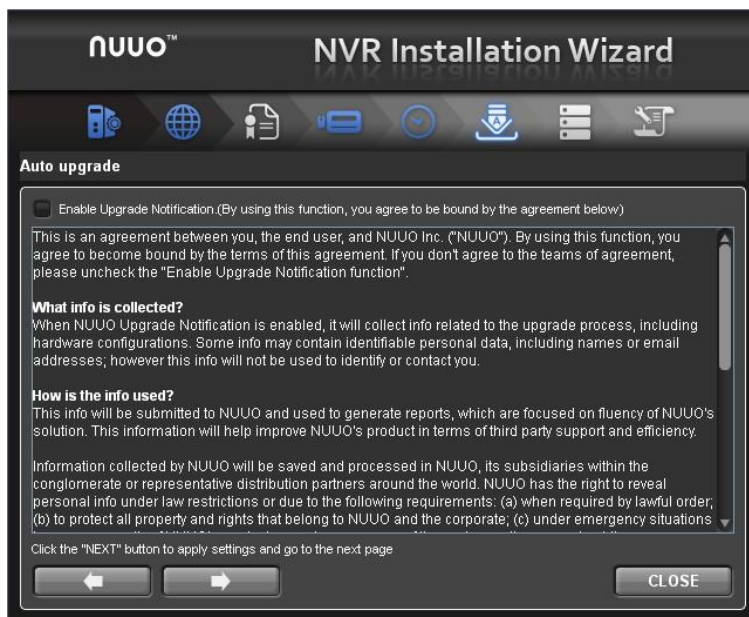 nuuo™
NVR Installation Wizard
A
Auto upgrade
Enable Upgrade Notification.(By using this function, you agree to be bound by the agreement below)
This is an agreement between you, the end user, and NUUO Inc. ("NUUO"). By using this function, you
agree to become bound by the terms of this agreement. If you don't agree to the teams of agreement,
please uncheck the "Enable Upgrade Notification function".
What info is collected?
When NUUO Upgrade Notification is enabled, it will collect info related to the upgrade process, including
hardware configurations. Some info may contain identifiable personal data, including names or email
addresses; however this info will not be used to identify or contact you.
How is the info used?
This info will be submitted to NUUO and used to generate reports, which are focused on fluency of NUUO's
solution. This information will help improve NUUO's product in terms of third party support and efficiency.
Information collected by NUUO will be saved and processed in NUUO, its subsidiaries within the
conglomerate or representative distribution partners around the world. NUUO has the right to reveal
personal info under law restrictions or due to the following requirements: (a) when required by lawful order;
(b) to protect all property and rights that belong to NUUO and the corporate; (c) under emergency situations
Click the "NEXT" button to apply settings and go to the next page
CLOSE